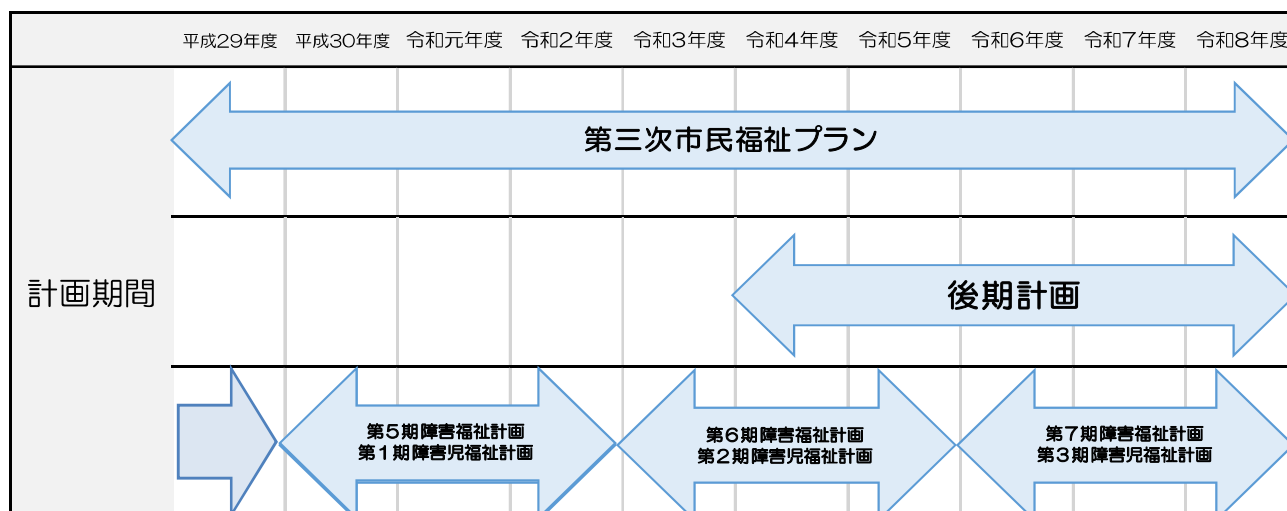 平成29年度 平成30年度 令和元年度 令和2年度 令和3年度 令和4年度 令和5年度 令和6年度 令和7年度 令和8年度
第三次市民福祉プラン
計画期間
後期計画
第5期障害福祉計画
第1期障害児福祉計画
第6期障害福祉計画
第2期障害児福祉計画
第7期障害福祉計画
第3期障害児福祉計画